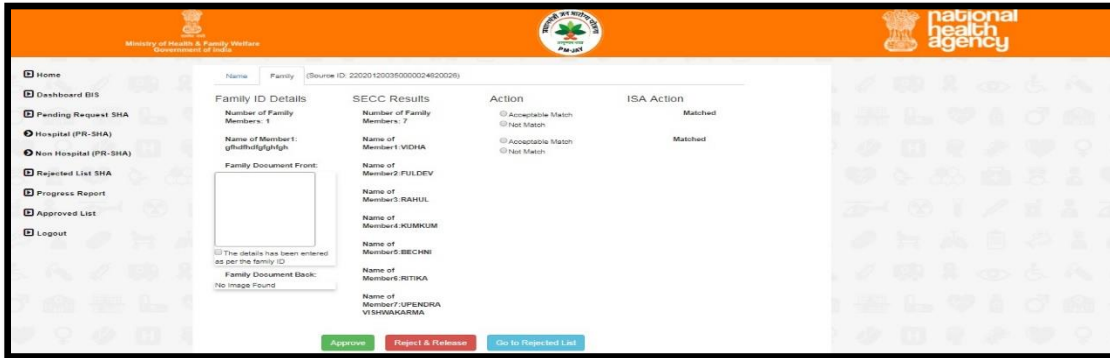 Ministry of Health & Family Welfare
Government of India
PM-JAY
national
health
agency
Home
Dashboard BIS
Pending Request SHA
Hospital (PR-SHA)
Non Hospital (PR-SHA)
Rejected List SHA
Progress Report
Approved List
Logout
Name Family (Source ID: 220201200350000024620026)
Family ID Details SECC Results Action ISA Action
Number of Family
Members: 1
Number of Family
Members: 7
Acceptable Match
Not Match
Matched
Name of Member1:
gfhdfhdfgfghfgh
Name of
Member1:VIDHA
Acceptable Match
Not Match
Matched
Family Document Front:
Name of
Member2:FULDEV
Name of
Member3:RAHUL
Name of
Member4:KUMKUM
Name of
Member5:BECHNI
The details has been entered
as per the family ID
Name of
Member6:RITIKA
Family Document Back:
No Image Found
Name of
Member7:UPENDRA
VISHWAKARMA
Approve Reject & Release Go to Rejected List